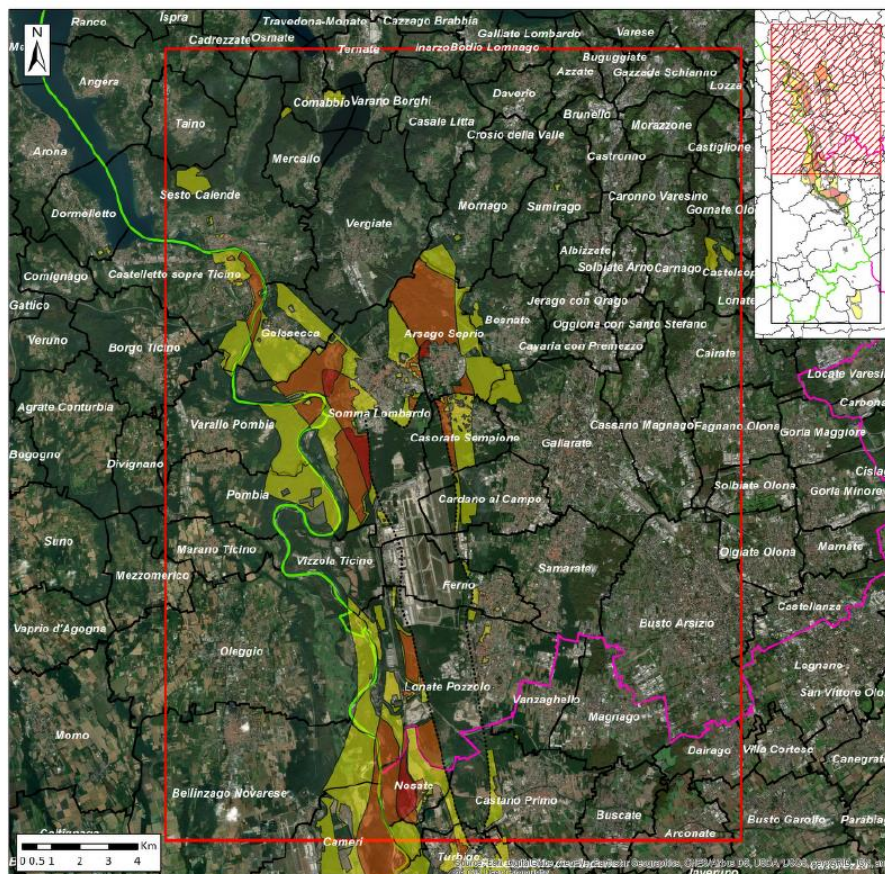 Ranco
Ispra
Travedona-Monate
Cazzago Brabbia
Cadrezzate
Osmate
Ternate
Galliate Lombardo
Varese
Bodio Lomnago
Buguggiate
N
Angera
Azzate
Gazzada Schianno
Comabbio
Varano Borghi
Daverio
Lozza
Taino
Casale Litta
Brunello
Morazzone
Crosio della Valle
Arona
Mercallo
Castronno
Castiglione
Sesto Calende
Mornago
Sumirago
Caronno Varesino
Dormelletto
Vergiate
Gornate Olo
Albizzate
Comignago
Castelletto sopra Ticino
Solbiate Arno
Carnago
Castelsep
Gattico
Jerago con Orago
Lonate
Golasecca
Arsago Seprio
Besnate
Oggiona con Santo Stefano
Veruno
Borgo Ticino
Cavaria con Premezzo
Cairate
Locate Varesin
Agrate Conturbia
Somma Lombardo
Carbona
Varallo Pombia
Cassano Magnago
Fagnano Olona
Goria Maggiore
Bogogno
Divignano
Casorate Sempione
Gallarate
Cislag
Pombia
Cardano al Campo
Solbiate Olona
Goria Minore
Suno
Marano Ticino
Vizzola Ticino
Olgiate Olona
Marnate
Mezzomerico
Ferno
Samarate
Castellanza
Vaprio d'Agogna
Busto Arsizio
Oleggio
Legnano
Lonate Pozzolo
Vanzaghello
San Vittore Olo
Magnago
Momo
Dairago
Villa Cortese
Canegrat
Bellinzago Novarese
Nosate
Castano Primo
Buscate
Busto Garolfo
Parabiag
Cameri
Arconate
Km
0 0.5 1 2 3 4